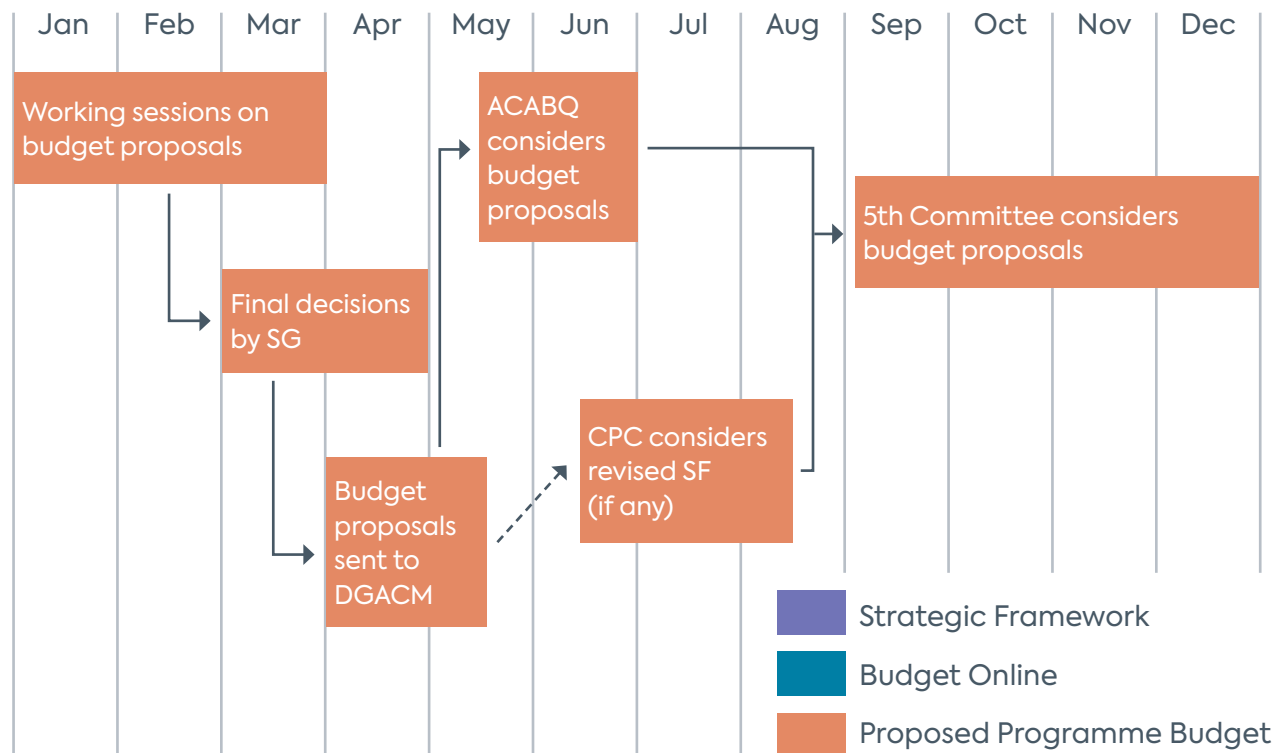 Jan Feb Mar Apr May Jun Jul Aug Sep Oct Nov Dec
Working sessions on
budget proposals
ACABQ
considers
budget
proposals
5th Committee considers
budget proposals
Final decisions
by SG
CPC considers
revised SF
(if any)
Budget
proposals
sent to
DGACM
Strategic Framework
Budget Online
Proposed Programme Budget